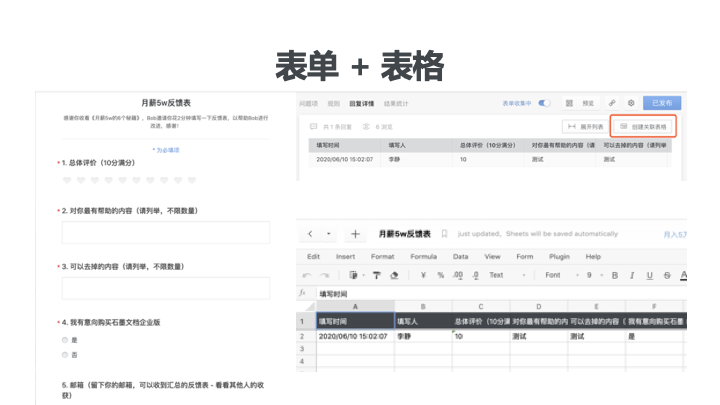 表单 + 表格
月薪5w反馈表
感谢你收看《月薪5w的6个秘籍》，Bob邀请你花2分钟填写一下反馈表，以帮助Bob进行
改进，感谢！
* 为必填项
* 1. 总体评价（10分满分）
* 2. 对你最有帮助的内容（请列举，不限数量）
* 3. 可以去掉的内容（请列举，不限数量）
* 4. 我有意向购买石墨文档企业版
是
否
5. 邮箱（留下你的邮箱，可以收到汇总的反馈表 - 看看其他人的收
获）
问题项 规则 回复详情 结果统计 表单收集中 预览 已发布
共 1 条回复 6 浏览 展开列表 创建关联表格
填写时间 填写人 总体评价（10分满分） 对你最有帮助的内容（请 可以去掉的内容（请列举
2020/06/10 15:02:07 李静 10 测试 测试
月薪5w反馈表 just updated, Sheets will be saved automatically 月入5万
Edit Insert Format Formula Data View Form Plugin Help
¥ % .00 .0 Text Font 9 B I U S A
fx 填写时间
A B C D E F
1 填写时间 填写人 总体评价（10分满 对你最有帮助的内 可以去掉的内容（ 我有意向购买石墨
2 2020/06/10 15:02:07 李静 10 测试 测试 是
3
4